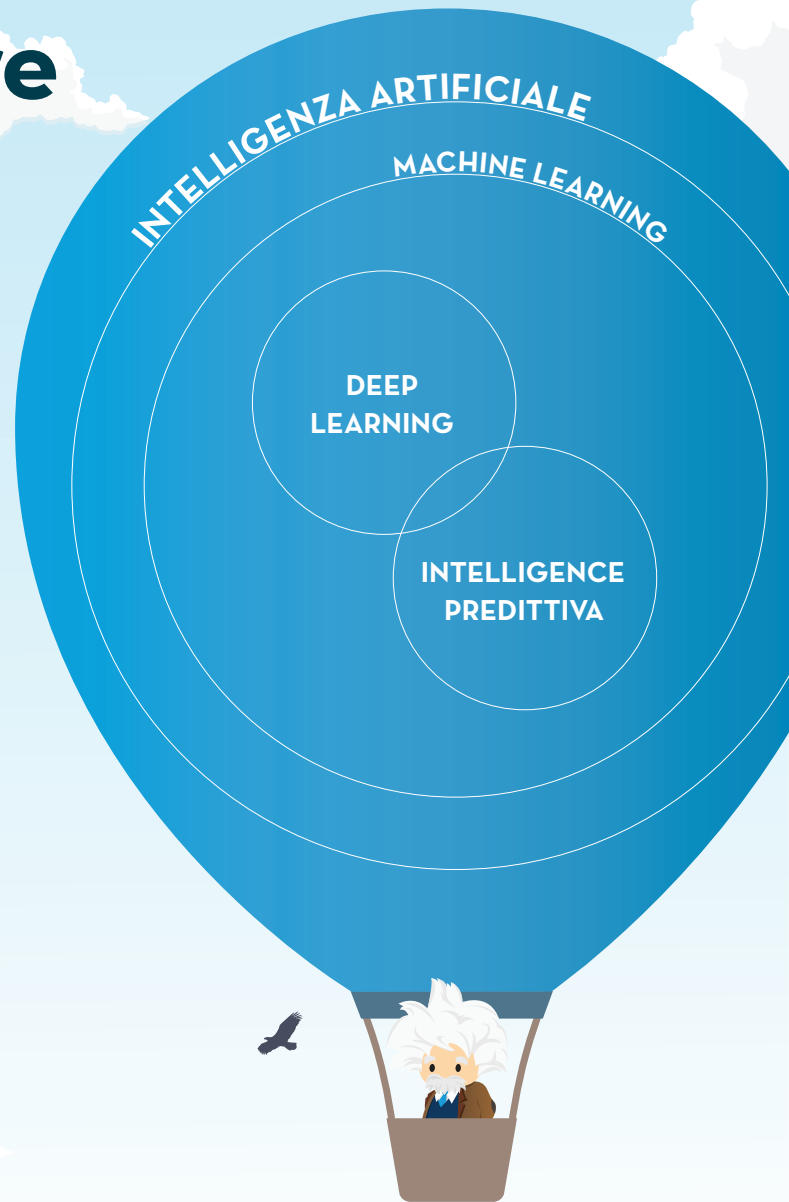 INTELLIGENZA ARTIFICIALE
MACHINE LEARNING
DEEP
LEARNING
INTELLIGENCE
PREDITTIVA